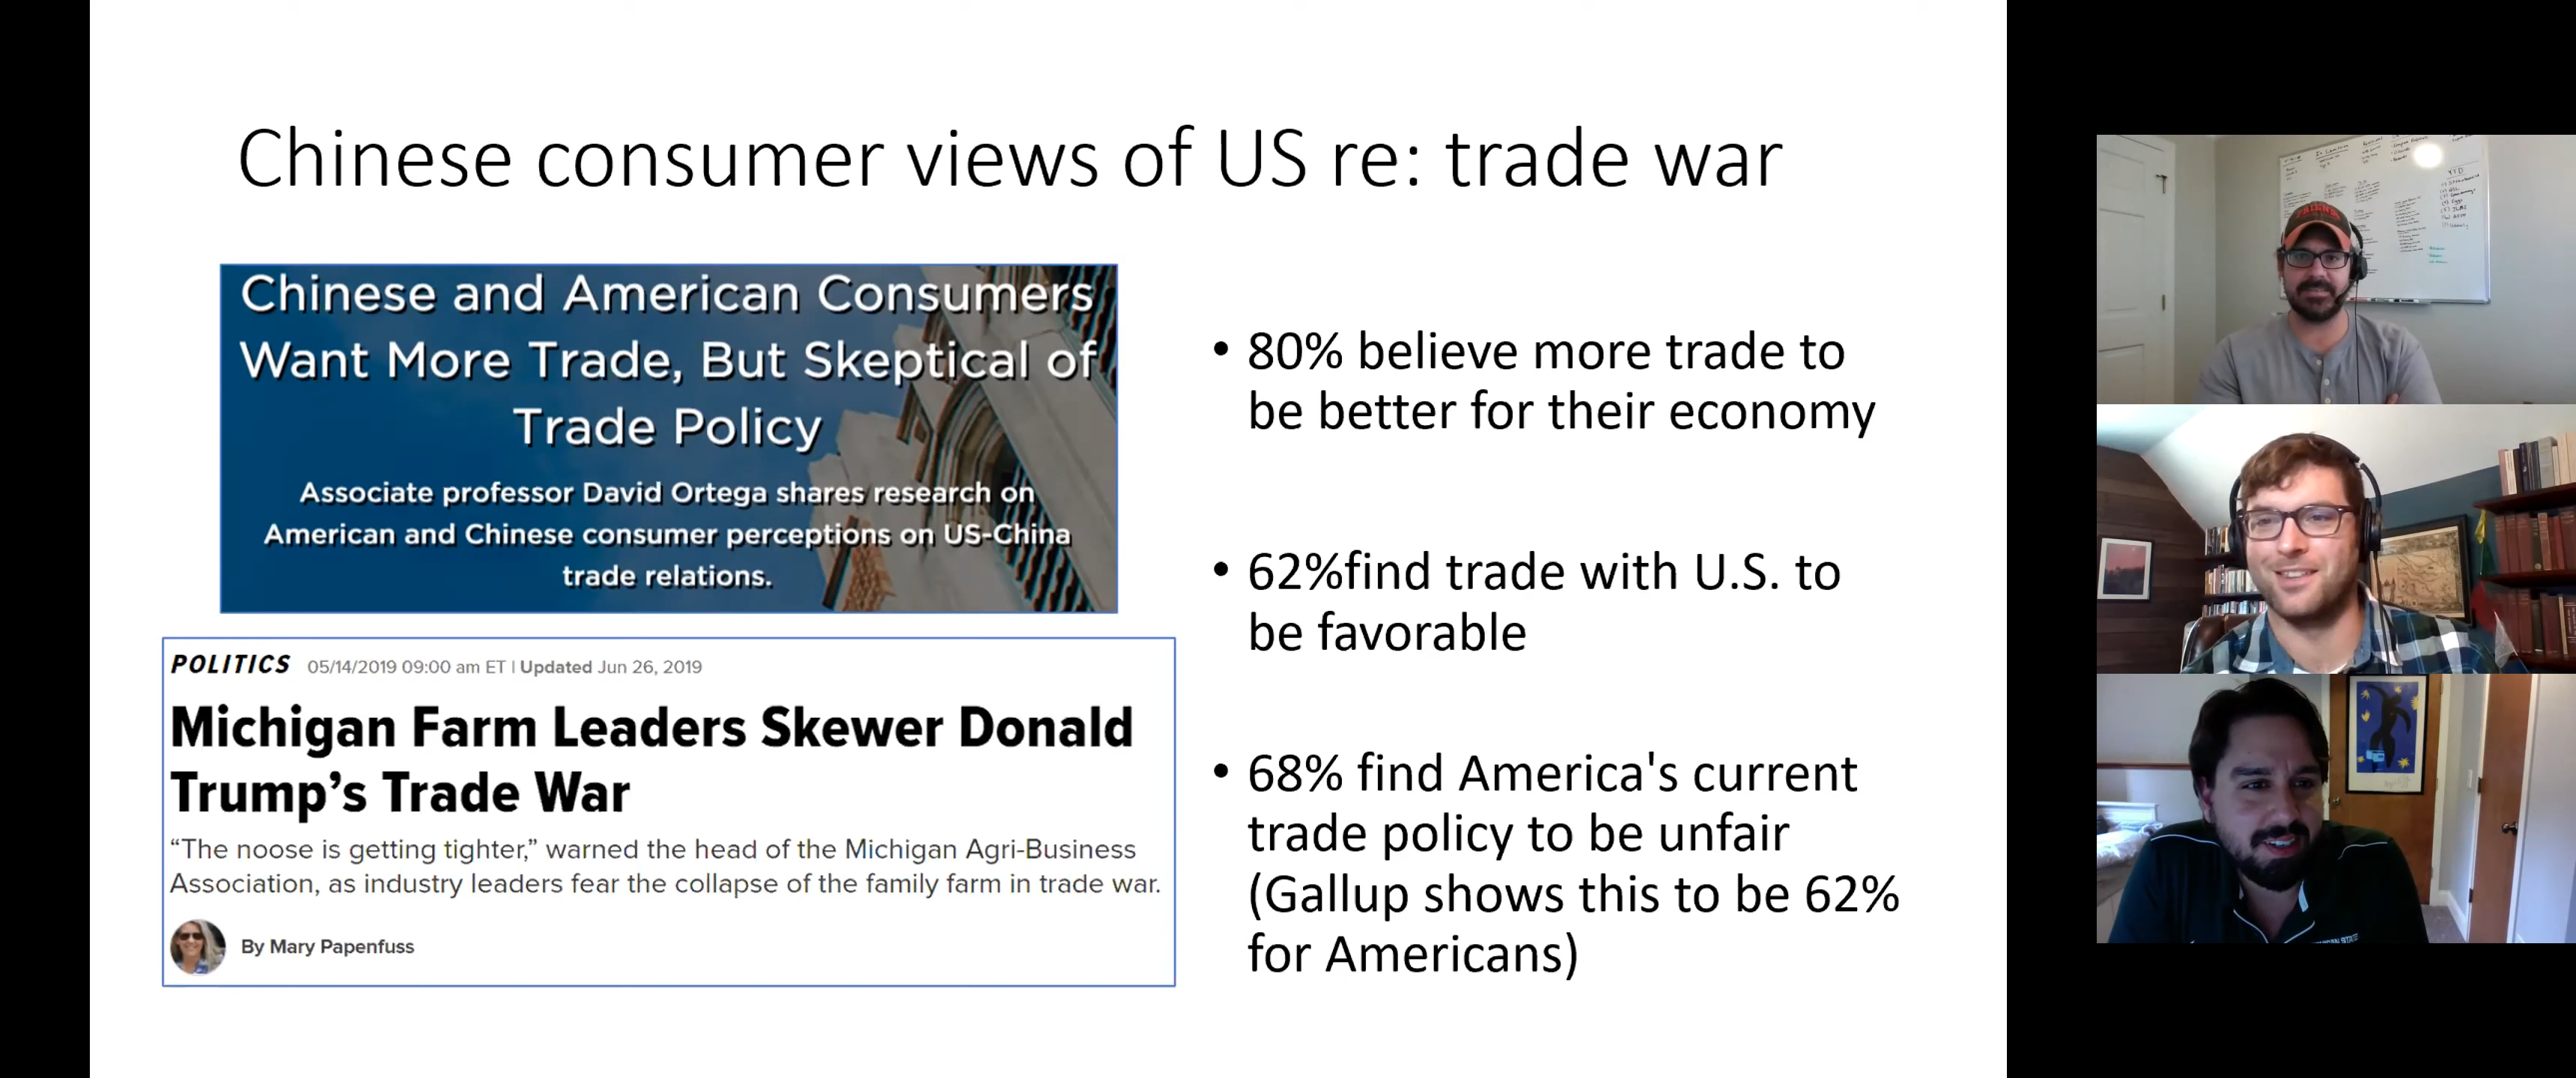 Chinese consumer views of US re: trade war
Chinese and American Consumers
Want More Trade, But Skeptical of
Trade Policy
Associate professor David Ortega shares research on
American and Chinese consumer perceptions on US-China
trade relations.
POLITICS 05/14/2019 09:00 am ET | Updated Jun 26, 2019
Michigan Farm Leaders Skewer Donald
Trump’s Trade War
“The noose is getting tighter,” warned the head of the Michigan Agri-Business
Association, as industry leaders fear the collapse of the family farm in trade war.
By Mary Papenfuss
• 80% believe more trade to
be better for their economy
• 62%find trade with U.S. to
be favorable
• 68% find America's current
trade policy to be unfair
(Gallup shows this to be 62%
for Americans)